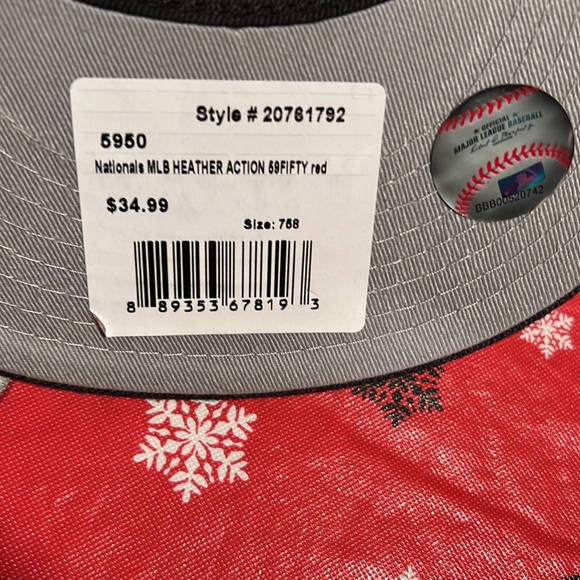 Style # 20761792
5950
Nationals MLB HEATHER ACTION 59FIFTY red
$34.99
Size: 758
8 89353 67819 3
OFFICIAL
MAJOR LEAGUE BASEBALL
BBB00520742